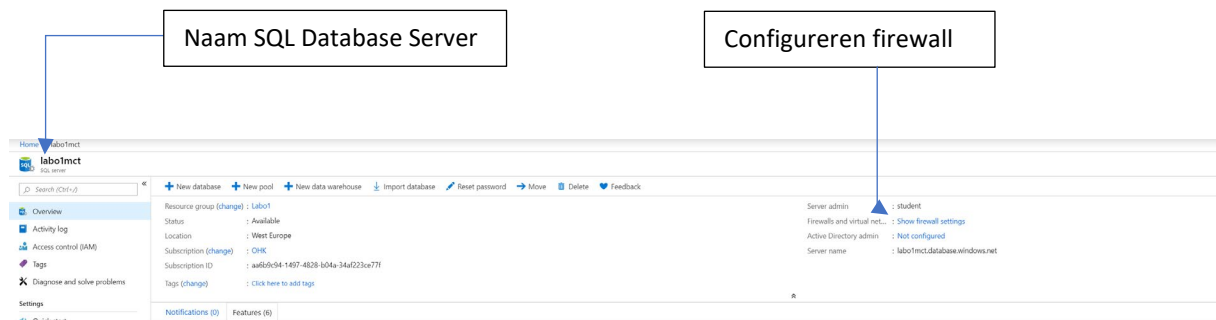 Naam SQL Database Server
Configureren firewall
Home labo1mct
SQL
labo1mct
SQL server
Search (Ctrl+/)
«
Overview
Activity log
Access control (IAM)
Tags
Diagnose and solve problems
Settings
+ New database + New pool + New data warehouse Import database Reset password → Move Delete Feedback
Resource group (change) : Labo1
Status : Available
Location : West Europe
Subscription (change) : OHK
Subscription ID : aa6b9c94-1497-4828-b04a-34af223ce77f
Tags (change) : Click here to add tags
Server admin : student
Firewalls and virtual net... : Show firewall settings
Active Directory admin : Not configured
Server name : labo1mct.database.windows.net
Notifications (0) Features (6)